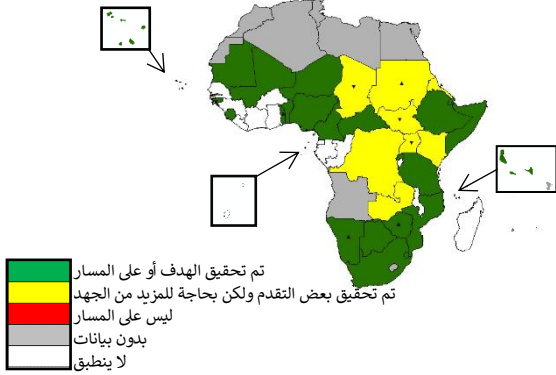 تم تحقيق الهدف أو على المسار
تم تحقيق بعض التقدم ولكن بحاجة للمزيد من الجهد
ليس على المسار
بدون بيانات
لا ينطبق